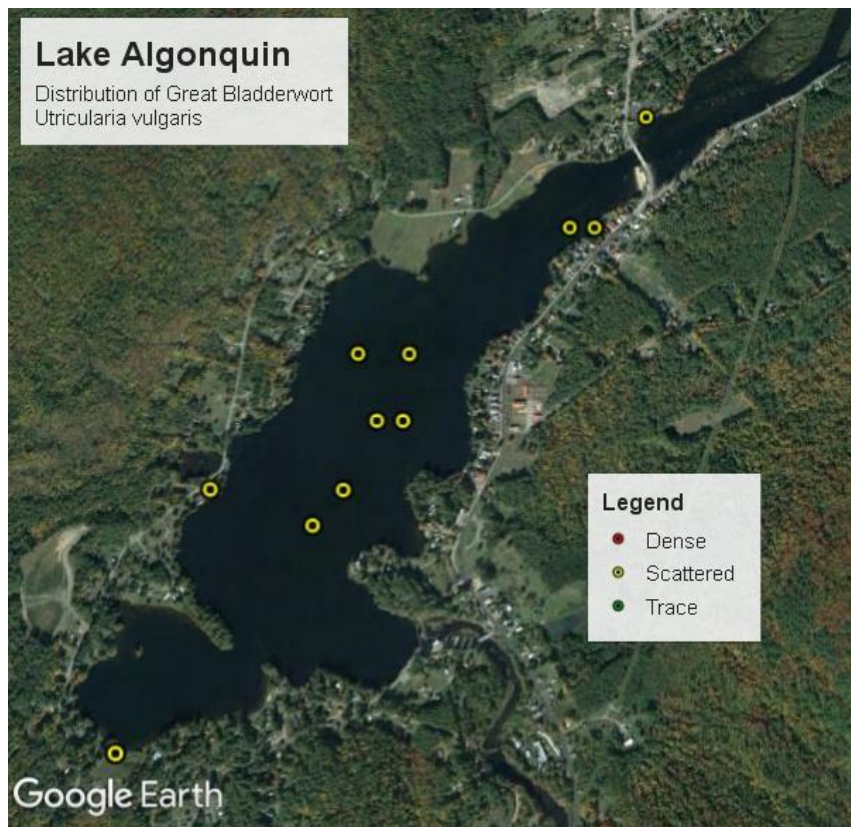 Lake Algonquin
Distribution of Great Bladderwort
Utricularia vulgaris
Legend
Dense
Scattered
Trace
Google Earth